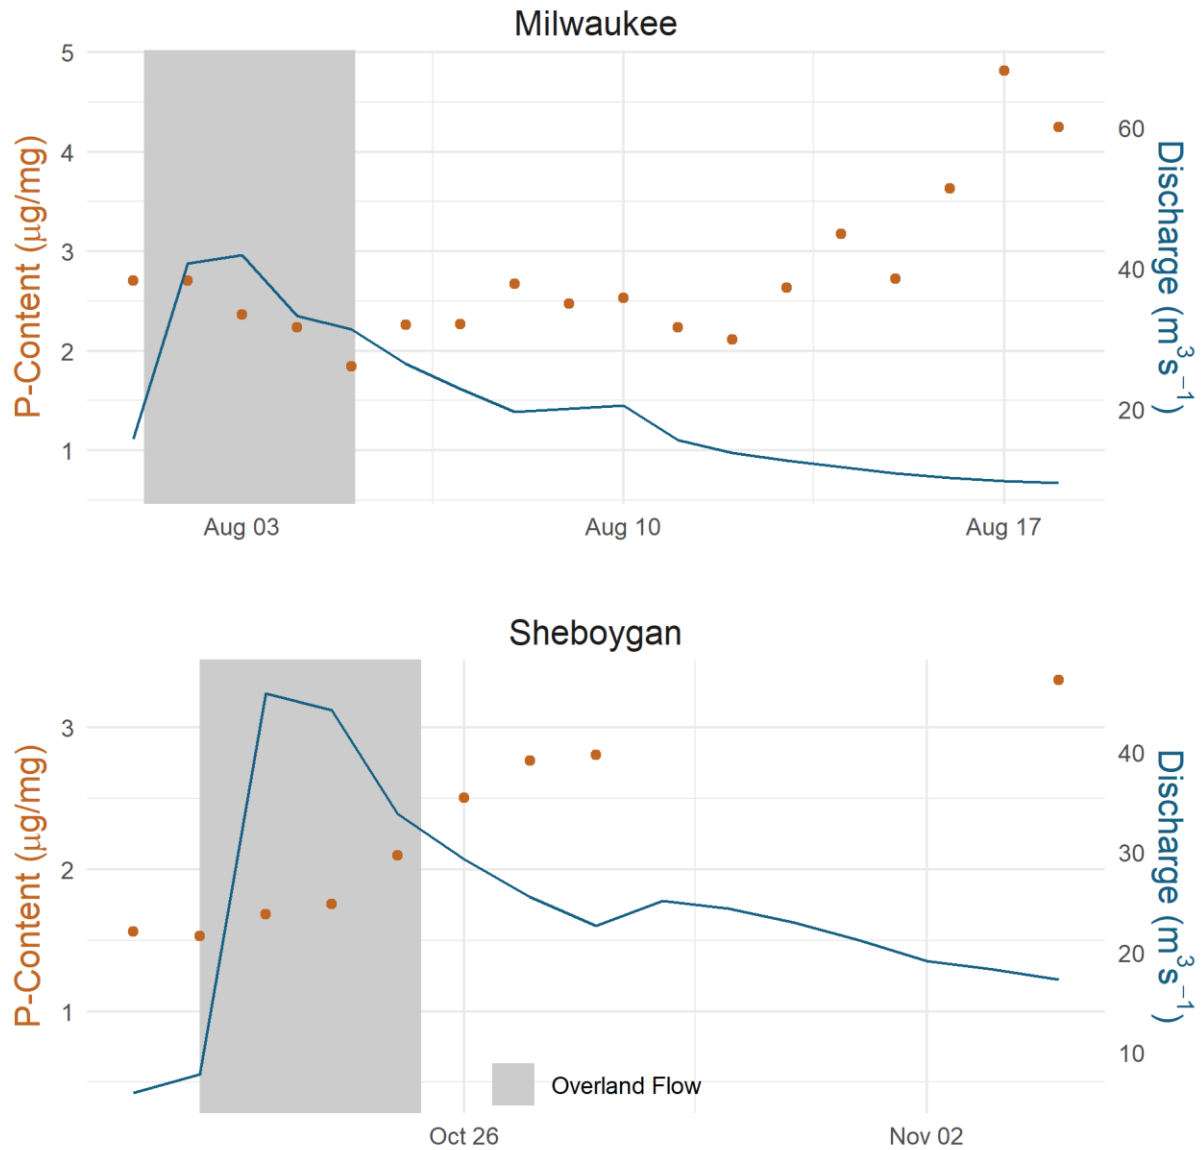 Milwaukee
P-Content (μg/mg)
5
4
3
2
1
60
40
20
Discharge (m³s⁻¹)
Aug 03
Aug 10
Aug 17
Sheboygan
P-Content (μg/mg)
3
2
1
40
30
20
10
Discharge (m³s⁻¹)
Overland Flow
Oct 26
Nov 02